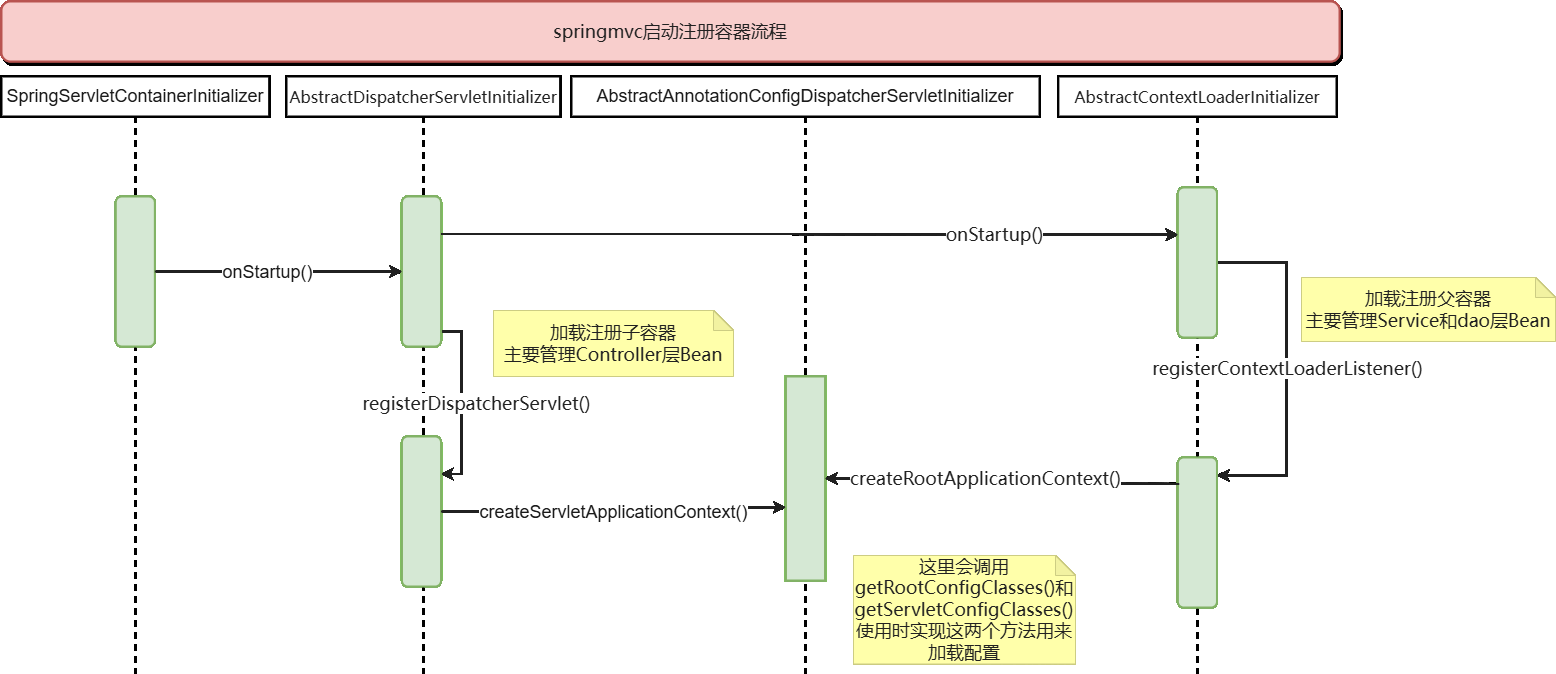 springmvc启动注册容器流程
SpringServletContainerInitializer
AbstractDispatcherServletInitializer
AbstractAnnotationConfigDispatcherServletInitializer
AbstractContextLoaderInitializer
onStartup()
onStartup()
加载注册父容器
主要管理Service和dao层Bean
加载注册子容器
主要管理Controller层Bean
registerContextLoaderListener()
registerDispatcherServlet()
createRootApplicationContext()
createServletApplicationContext()
这里会调用
getRootConfigClasses()和
getServletConfigClasses()
使用时实现这两个方法用来
加载配置